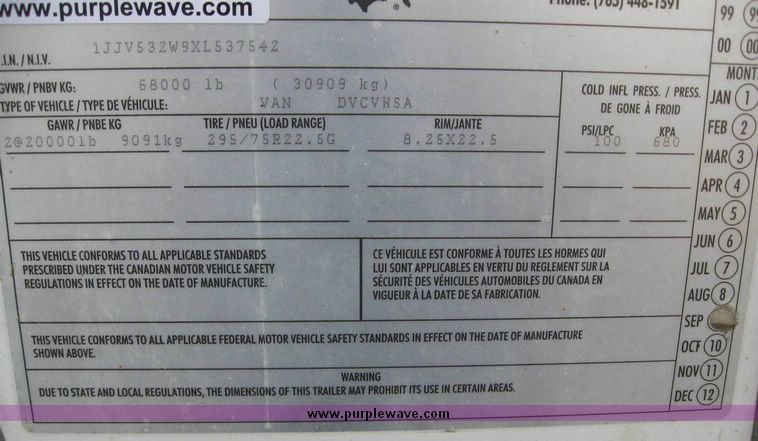 www.purplewave.com
Phone: (765) 448-1591
99
00 00
.I.N./N.I.V. 1JJV532W9XL537542
GVWR / PNBV KG: 68000 lb ( 30909 kg)
TYPE OF VEHICLE / TYPE DE VÉHICULE: VAN DVCVHSA
COLD INFL PRESS. / PRESS. DE GONE À FROID
GAWR / PNBE KG TIRE / PNEU (LOAD RANGE) RIM/JANTE PSI/LPC KPA
2@20000lb 9091kg 295/75R22.5G 8.25X22.5 100 680
MONT
JAN 1
FEB 2
MAR 3
APR 4
MAY 5
JUN 6
JUL 7
AUG 8
SEP
OCT 10
NOV 11
DEC 12
THIS VEHICLE CONFORMS TO ALL APPLICABLE STANDARDS
PRESCRIBED UNDER THE CANADIAN MOTOR VEHICLE SAFETY
REGULATIONS IN EFFECT ON THE DATE OF MANUFACTURE.
CE VÉHICULE EST CONFORME À TOUTES LES HORMES QUI
LUI SONT APPLICABLES EN VERTU DU REGLEMENT SUR LA
SÉCURITÉ DES VÉHICULES AUTOMOBILES DU CANADA EN
VIGUEUR À LA DATE DE SA FABRICATION.
THIS VEHICLE CONFORMS TO ALL APPLICABLE FEDERAL MOTOR VEHICLE SAFETY STANDARDS IN EFFECT ON THE DATE OF MANUFACTURE
SHOWN ABOVE.
WARNING
DUE TO STATE AND LOCAL REGULATIONS, THE DIMENSIONS OF THIS TRAILER MAY PROHIBIT ITS USE IN CERTAIN AREAS.
www.purplewave.com